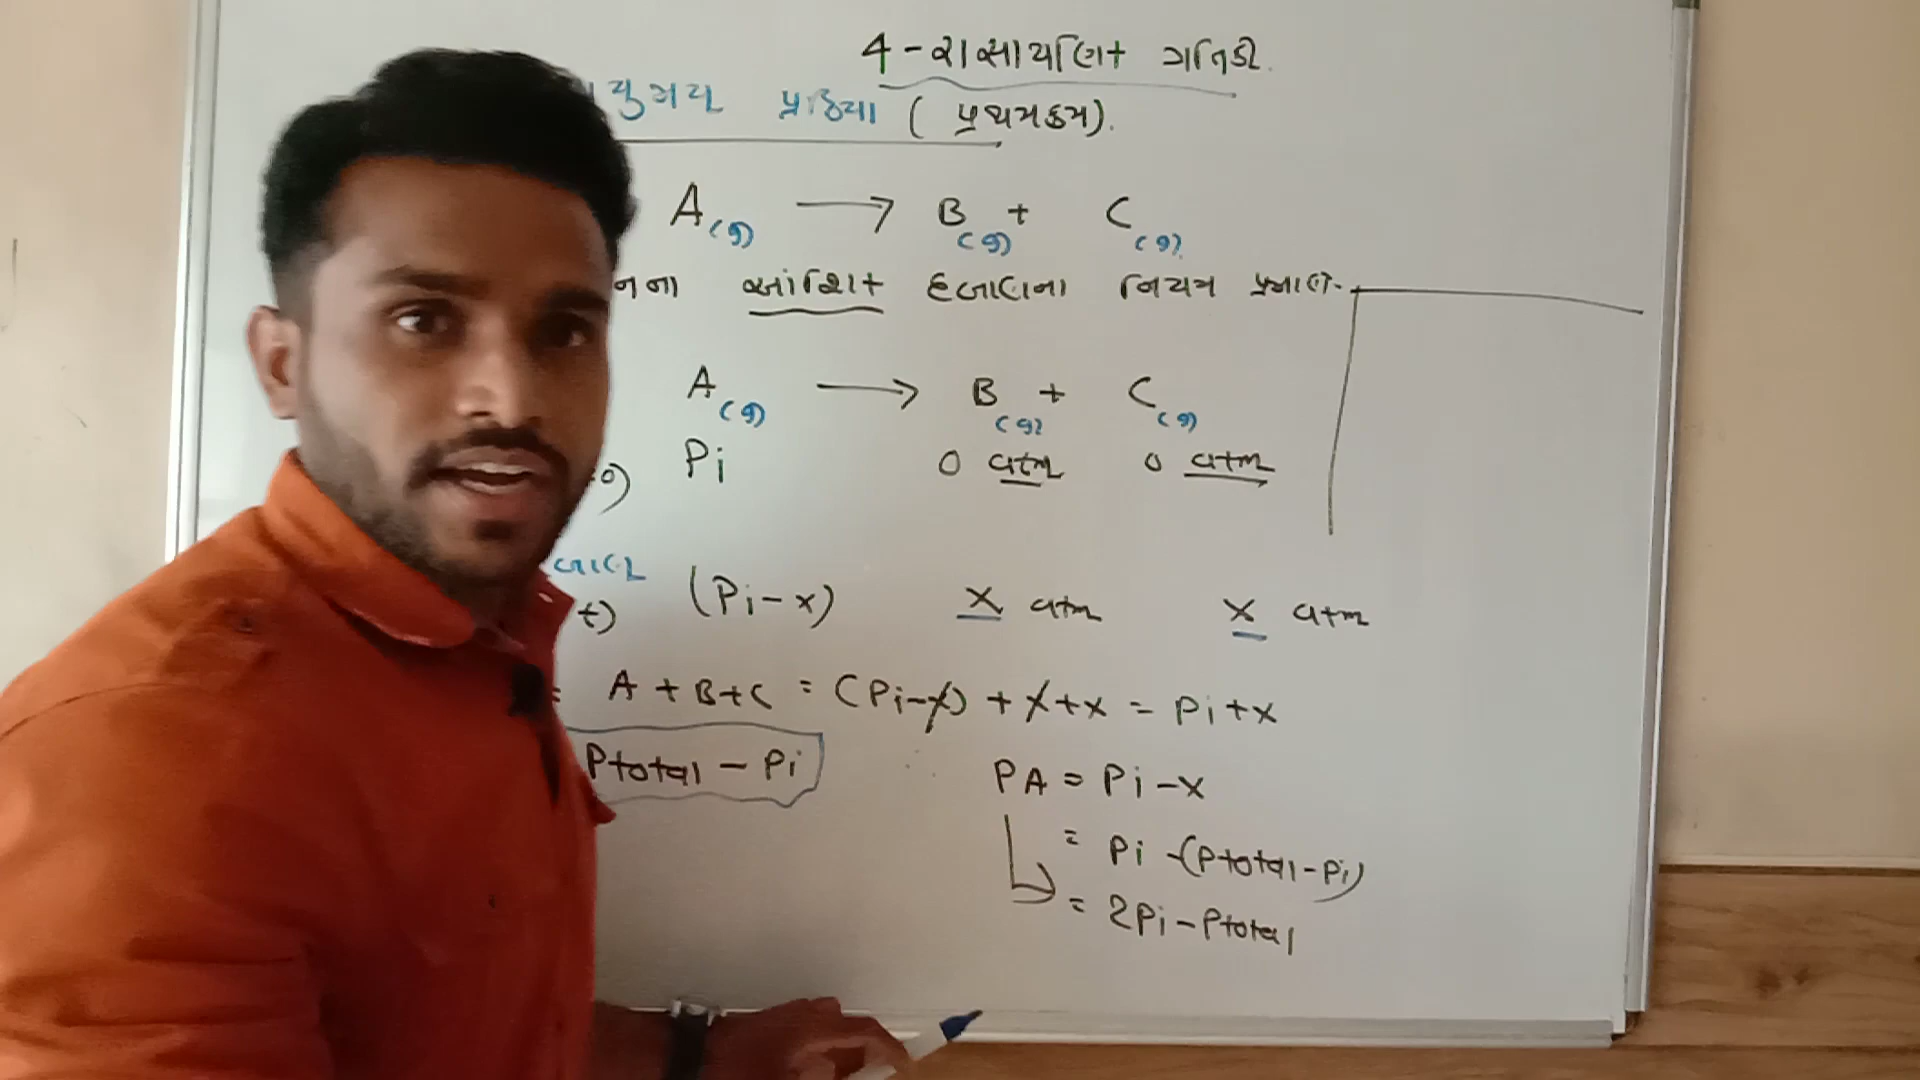 4 - રાસાયણિક ગતિકી
વાયુમય પ્રક્રિયા ( પ્રથમક્રમ).
A(g) ⟶ B(g) + C(g)
આંશિક દબાણના નિયમ પ્રમાણે
A(g) ⟶ B(g) + C(g)
Pi 0 atm 0 atm
t) (Pi-x) x atm x atm
= A + B+C = (Pi-x) + x+x = Pi+x
Ptotal - Pi
PA = Pi-x
= Pi -(Ptotal-Pi)
= 2Pi-Ptotal